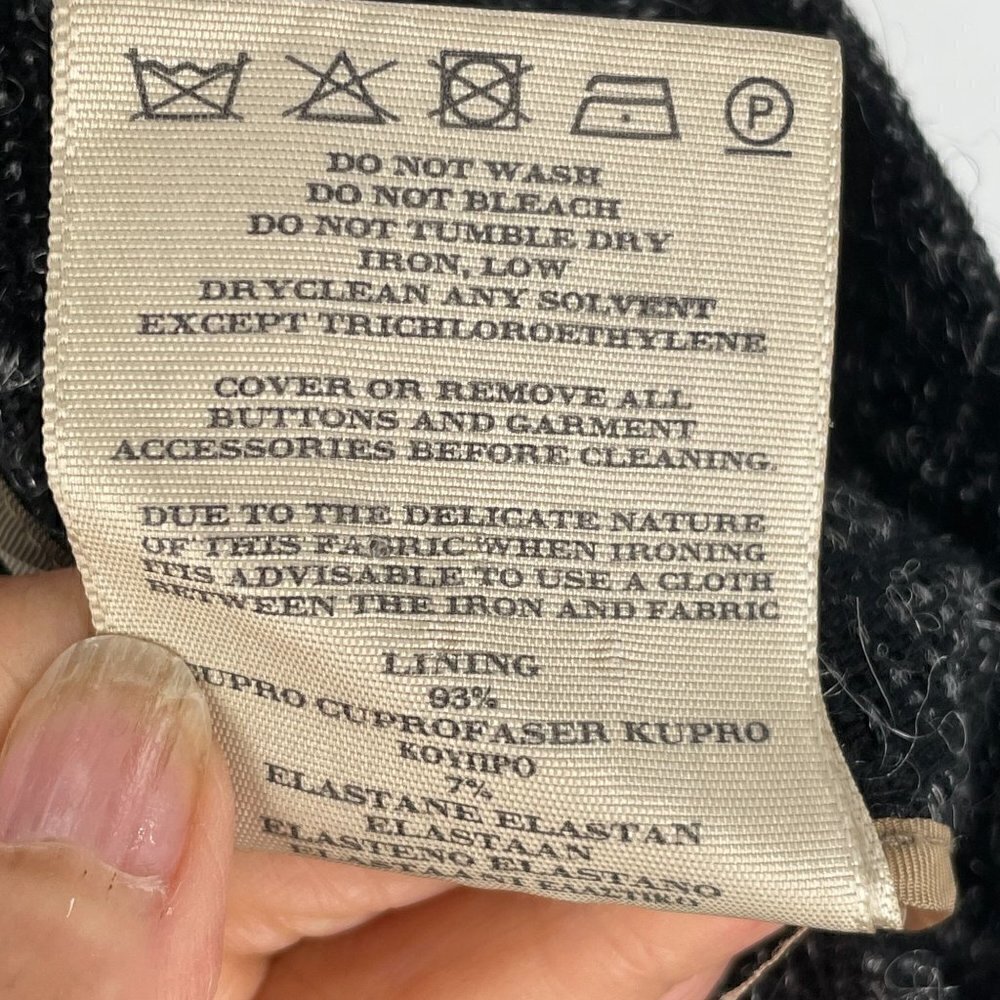 P
DO NOT WASH
DO NOT BLEACH
DO NOT TUMBLE DRY
IRON, LOW
DRYCLEAN ANY SOLVENT
EXCEPT TRICHLOROETHYLENE
COVER OR REMOVE ALL
BUTTONS AND GARMENT
ACCESSORIES BEFORE CLEANING.
DUE TO THE DELICATE NATURE
OF THIS FABRIC WHEN IRONING
IT IS ADVISABLE TO USE A CLOTH
BETWEEN THE IRON AND FABRIC
LINING
93%
CUPRO CUPROFASER KUPRO
ΚΟΥΠΡΟ
7%
ELASTANE ELASTAN
ELASTAAN
ELASTENO ELASTANO